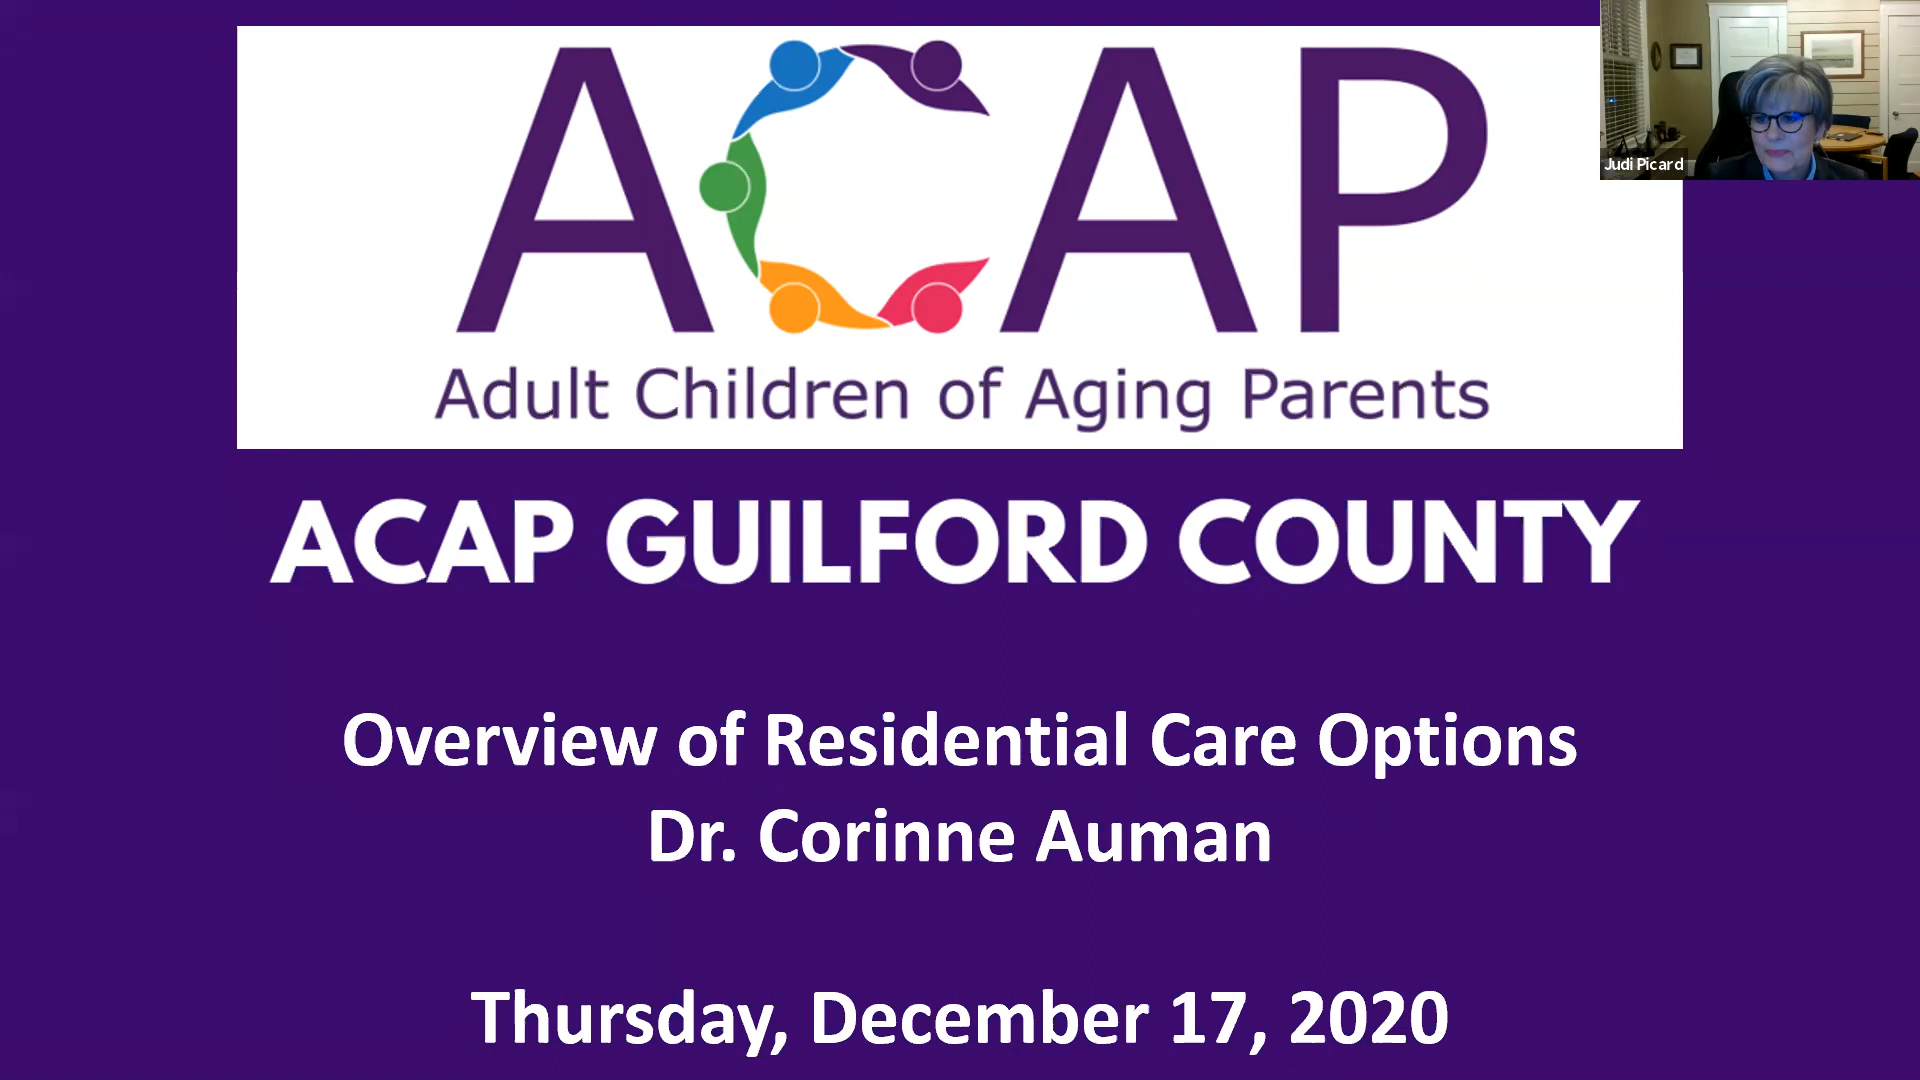 ACAP
Adult Children of Aging Parents
Judi Picard
ACAP GUILFORD COUNTY
Overview of Residential Care Options
Dr. Corinne Auman
Thursday, December 17, 2020